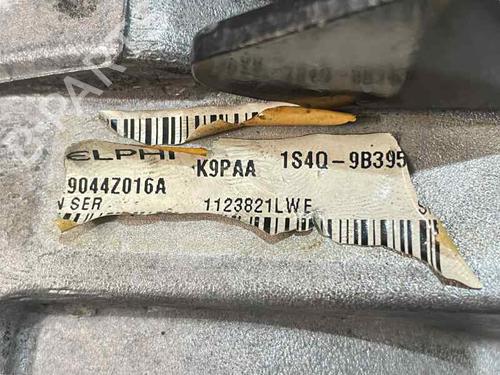 ELPHI K9PAA 1S4Q-9B395
9044Z016A
N SER 1123821LWE